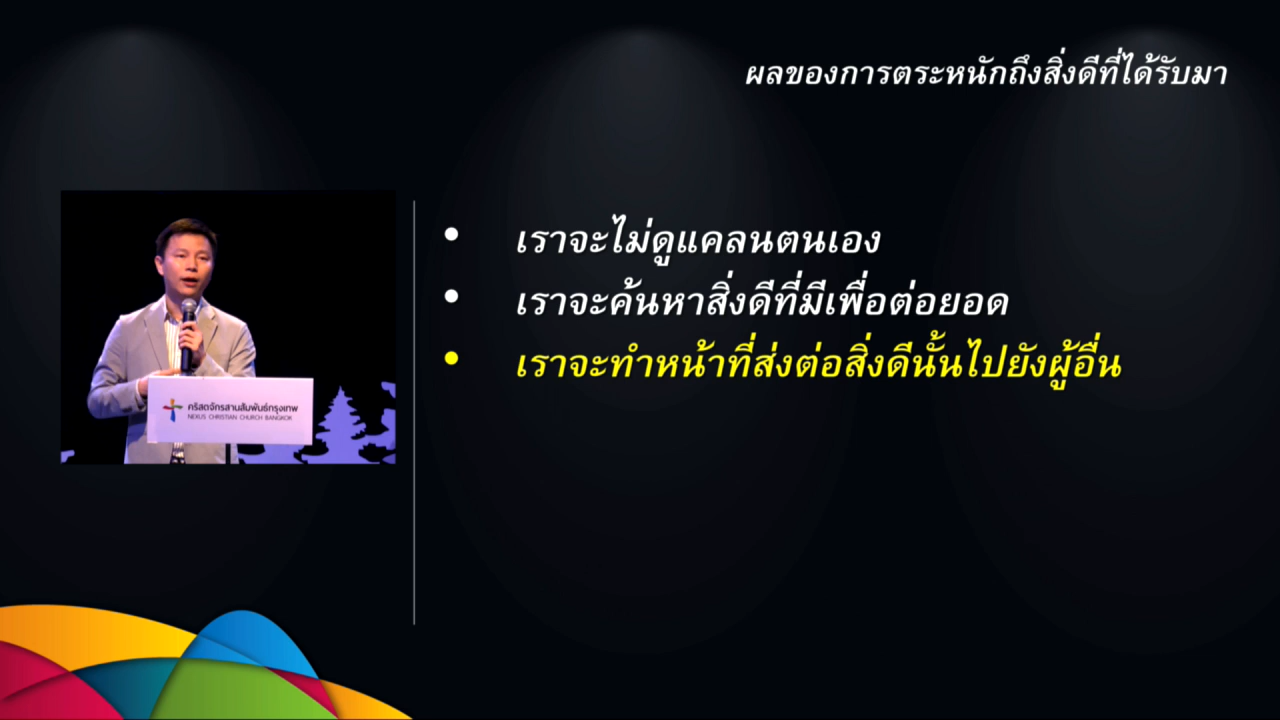 ผลของการตระหนักถึงสิ่งดีที่ได้รับมา
• เราจะไม่ดูแคลนตนเอง
• เราจะค้นหาสิ่งดีที่มีเพื่อต่อยอด
• เราจะทำหน้าที่ส่งต่อสิ่งดีนั้นไปยังผู้อื่น
คริสตจักรสานสัมพันธ์กรุงเทพ
NEXUS CHRISTIAN CHURCH BANGKOK